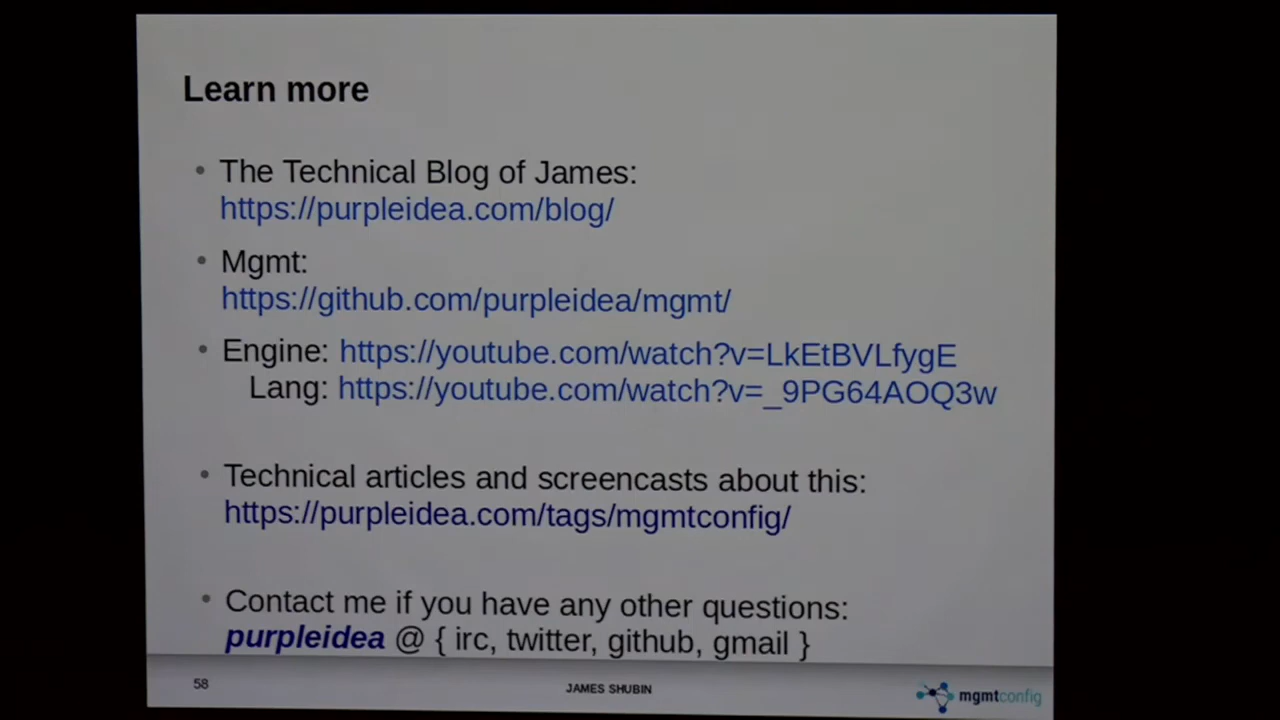 Learn more
• The Technical Blog of James:
https://purpleidea.com/blog/
• Mgmt:
https://github.com/purpleidea/mgmt/
• Engine: https://youtube.com/watch?v=LkEtBVLfygE
Lang: https://youtube.com/watch?v=_9PG64AOQ3w
• Technical articles and screencasts about this:
https://purpleidea.com/tags/mgmtconfig/
• Contact me if you have any other questions:
purpleidea @ { irc, twitter, github, gmail }
58 JAMES SHUBIN mgmtconfig